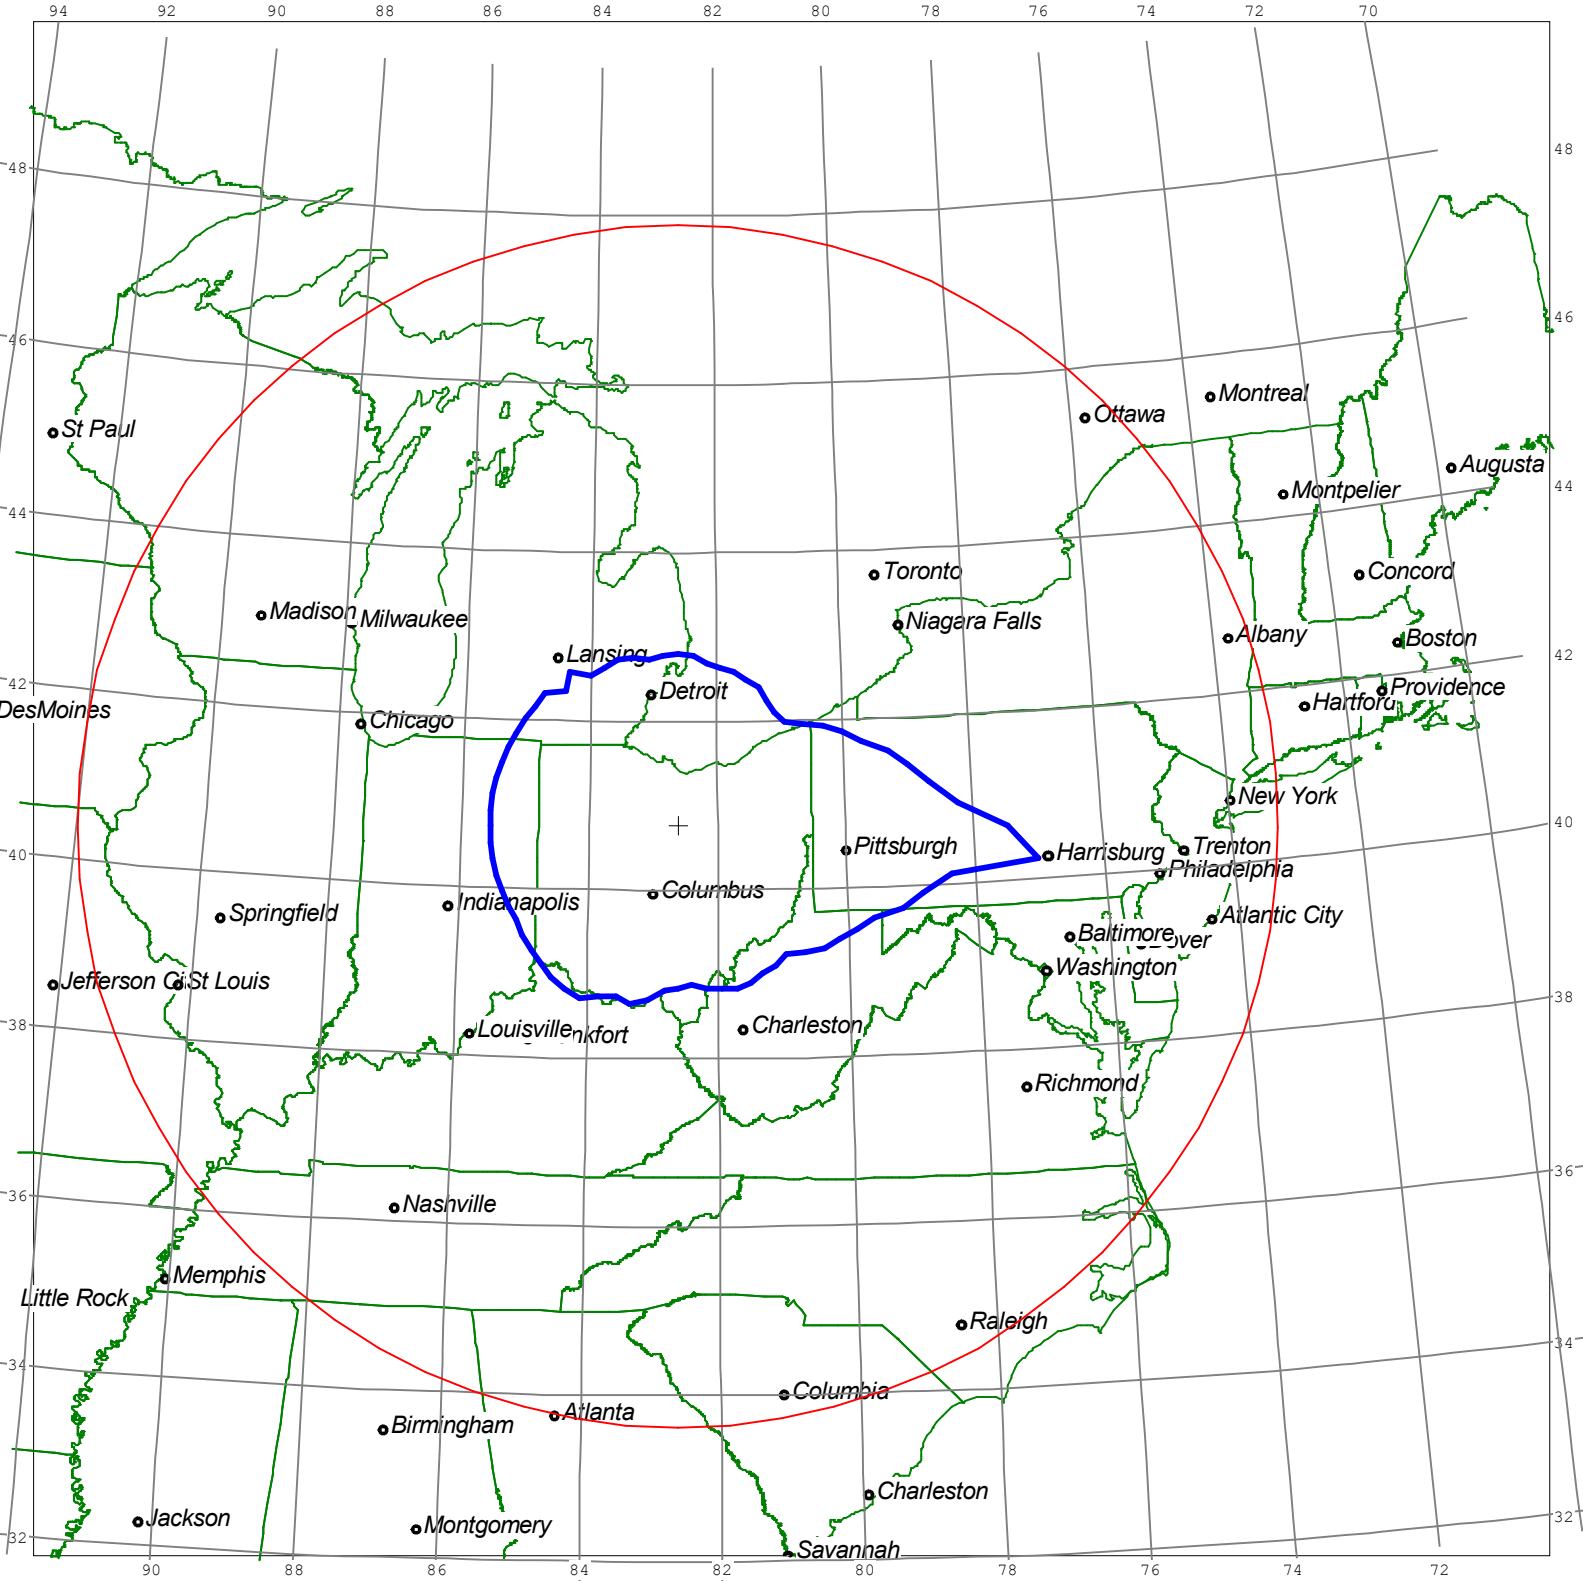 94 92 90 88 86 84 82 80 78 76 74 72 70
48 48
46 46
Montreal
Ottawa
St Paul
Augusta
44 Montpelier 44
Toronto Concord
Madison Milwaukee Niagara Falls
Albany Boston
Lansing
42 Detroit Hartford Providence 42
DesMoines Chicago
New York
40 Pittsburgh Harrisburg Trenton 40
Philadelphia
Columbus
Springfield Indianapolis Atlantic City
Baltimore Dover
Washington
Jefferson Ci St Louis 38
38 Louisville nkfort Charleston
Richmond
36 36
Nashville
Memphis
Little Rock
Raleigh
34 34
Columbia
Atlanta
Birmingham
Charleston
Jackson Montgomery 32
32
Savannah
90 88 86 84 82 80 78 76 74 72